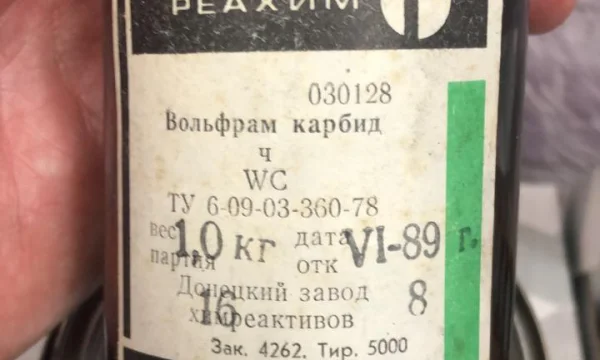 РЕАХИМ
030128
Вольфрам карбид
ч
WC
ТУ 6-09-03-360-78
вес 1,0 кг дата VI-89 г.
партия 16 отк 8
Донецкий завод
химреактивов
Зак. 4262. Тир. 5000